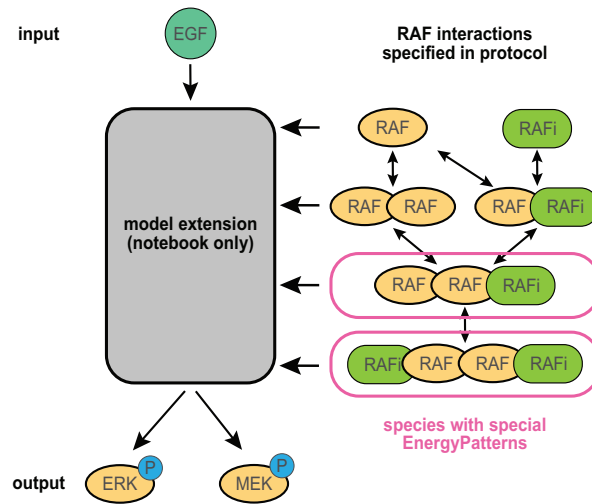 input
EGF
RAF interactions
specified in protocol
RAF
RAFi
model extension
(notebook only)
RAF RAF
RAF RAFi
RAF RAF RAFi
RAFi RAF RAF RAFi
species with special
EnergyPatterns
output
ERK P
MEK P